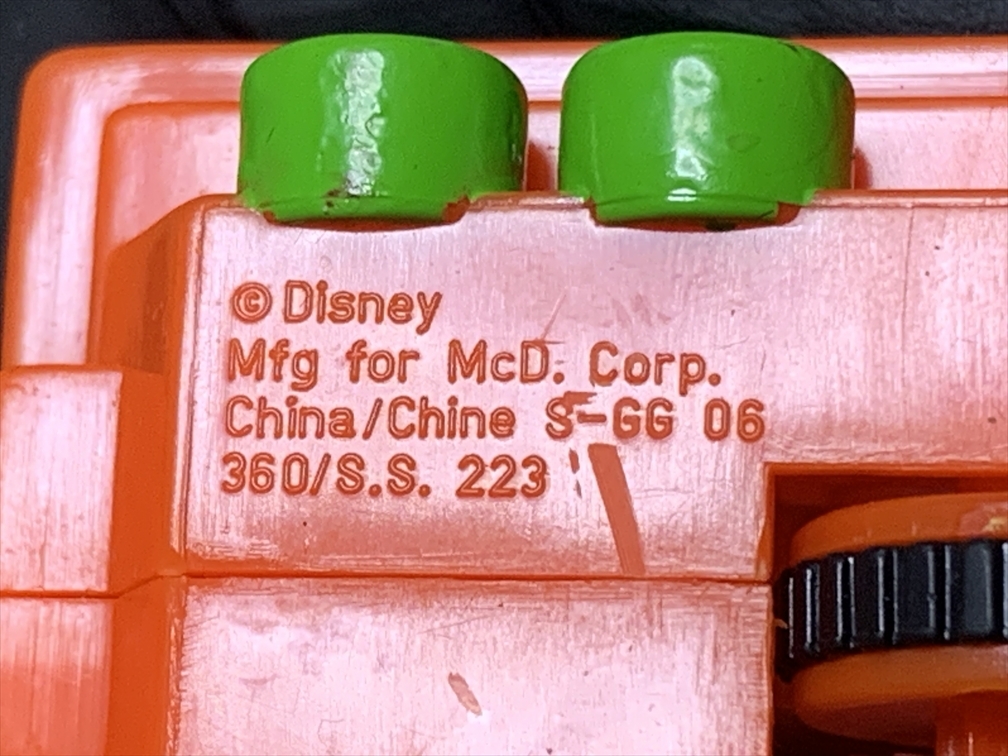 ©Disney
Mfg for McD. Corp.
China/Chine S-GG 06
360/S.S. 223